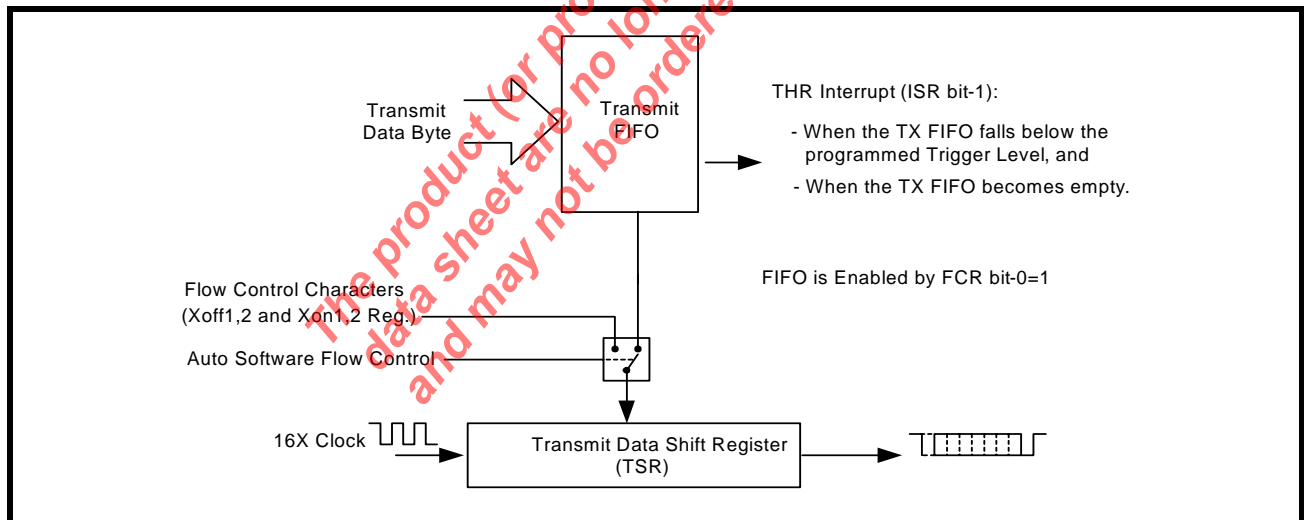 Transmit
Data Byte
Transmit
FIFO
THR Interrupt (ISR bit-1):
- When the TX FIFO falls below the
programmed Trigger Level, and
- When the TX FIFO becomes empty.
FIFO is Enabled by FCR bit-0=1
Flow Control Characters
(Xoff1,2 and Xon1,2 Reg.)
Auto Software Flow Control
16X Clock
Transmit Data Shift Register
(TSR)
The product (or
data sheet are no
and may not be ordere